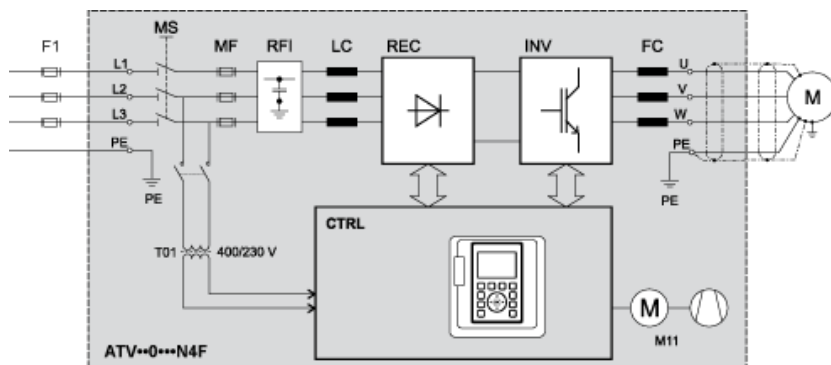 MS
F1 MF RFI LC REC INV FC
L1 U
L2 V M
L3 W
PE PE
PE PE
CTRL
T01 400/230 V
M
M11
ATV••0•••N4F